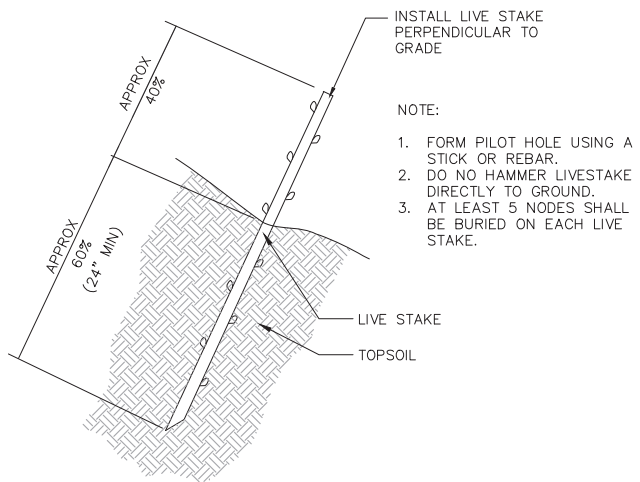 INSTALL LIVE STAKE
PERPENDICULAR TO
GRADE
APPROX
40%
NOTE:
1. FORM PILOT HOLE USING A
STICK OR REBAR.
2. DO NO HAMMER LIVESTAKE
DIRECTLY TO GROUND.
3. AT LEAST 5 NODES SHALL
BE BURIED ON EACH LIVE
STAKE.
APPROX
60%
(24" MIN)
LIVE STAKE
TOPSOIL